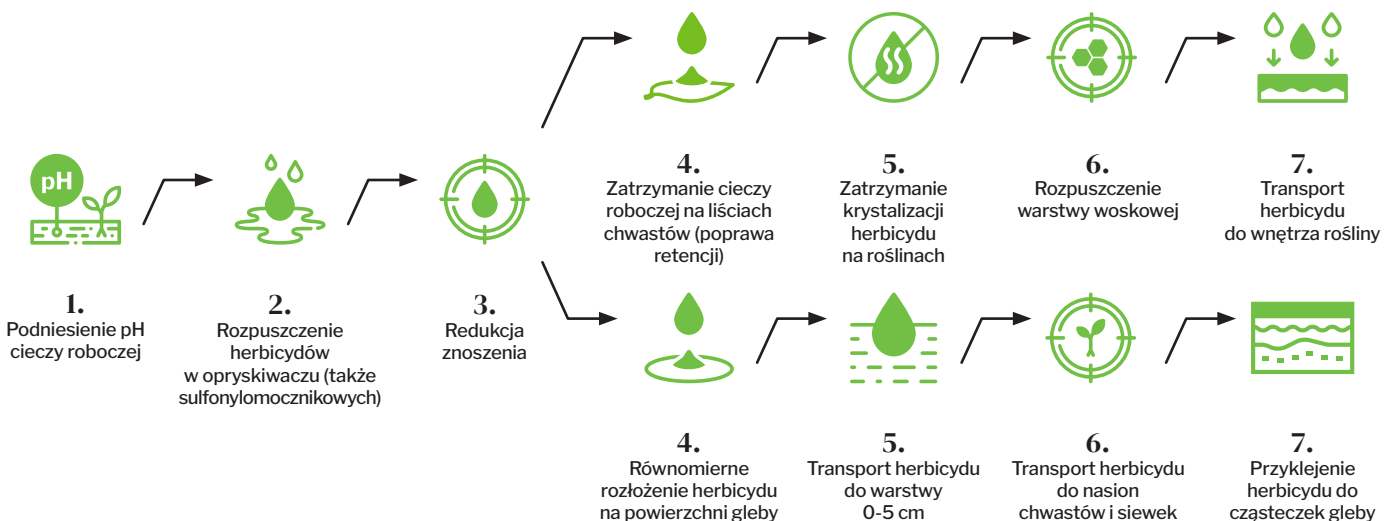 pH
1.
Podniesienie pH
cieczy roboczej
2.
Rozpuszczenie
herbicydów
w opryskiwaczu (także
sulfonylomocznikowych)
3.
Redukcja
znoszenia
4.
Zatrzymanie cieczy
roboczej na liściach
chwastów (poprawa
retencji)
5.
Zatrzymanie
krystalizacji
herbicydu
na roślinach
6.
Rozpuszczenie
warstwy woskowej
7.
Transport
herbicydu
do wnętrza rośliny
4.
Równomierne
rozłożenie herbicydu
na powierzchni gleby
5.
Transport herbicydu
do warstwy
0-5 cm
6.
Transport herbicydu
do nasion
chwastów i siewek
7.
Przyklejenie
herbicydu do
cząsteczek gleby